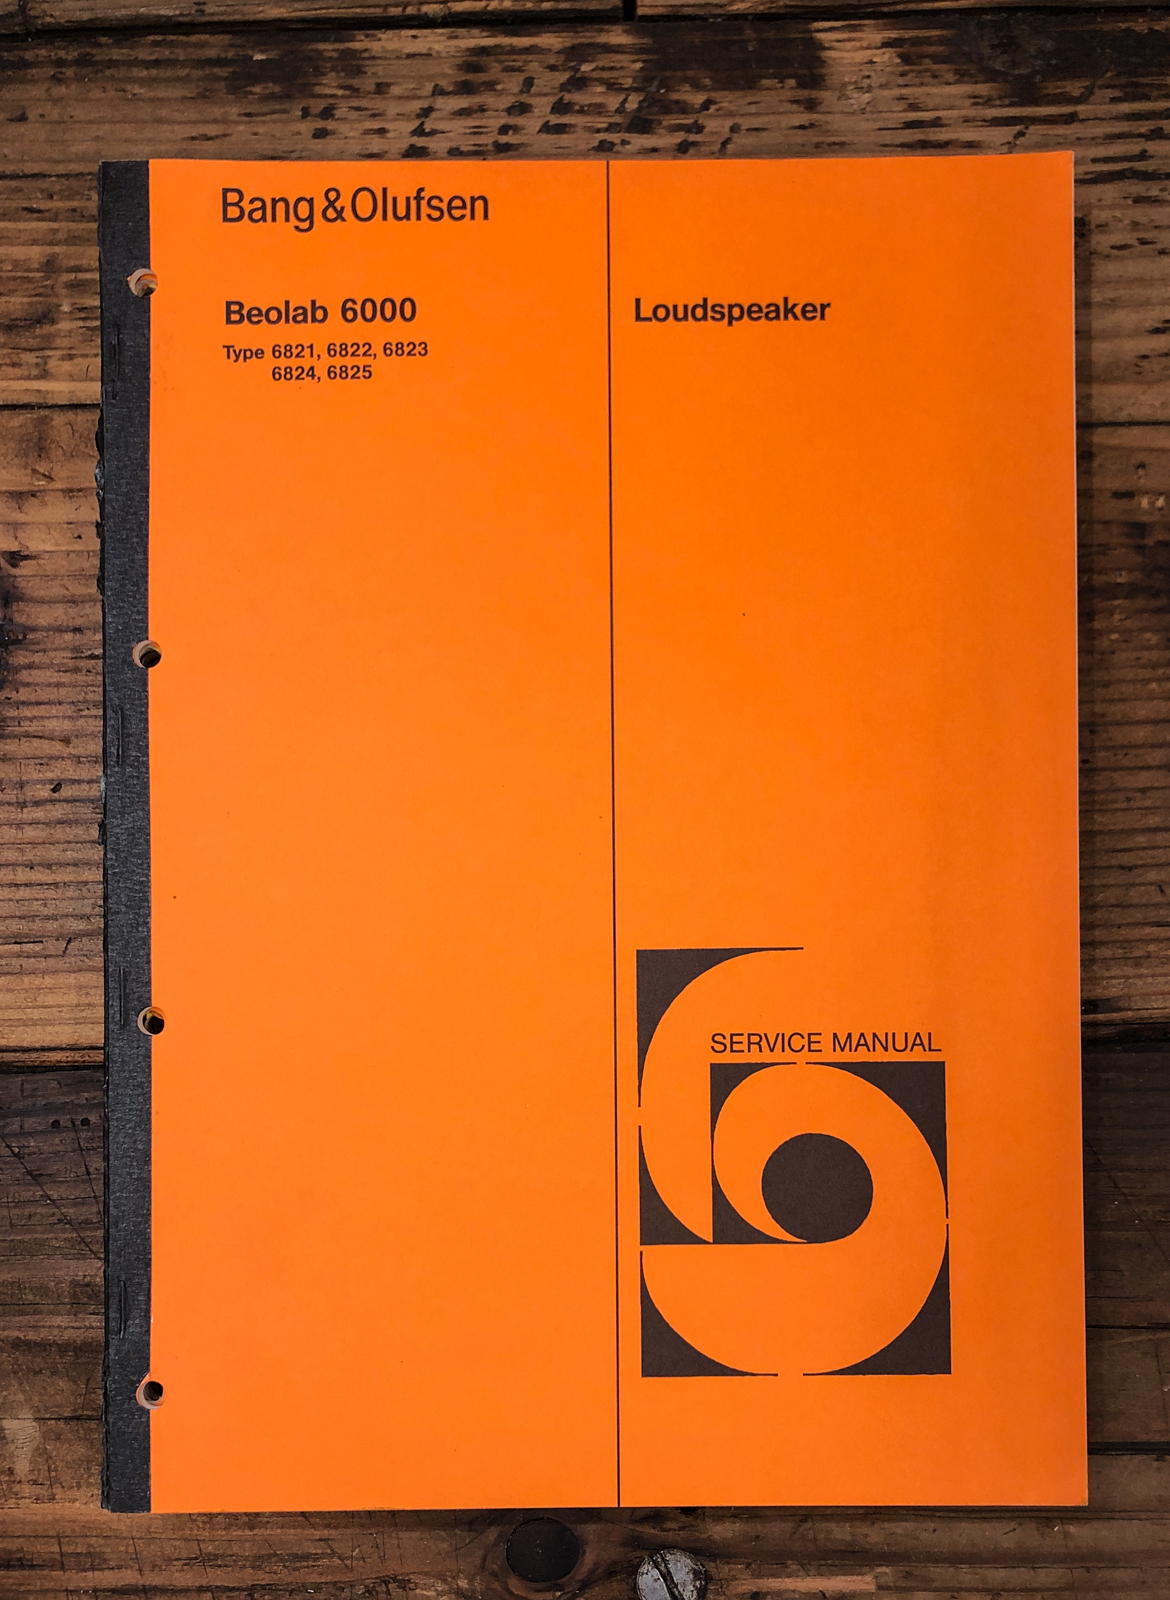 Bang & Olufsen
Beolab 6000
Loudspeaker
Type 6821, 6822, 6823
6824, 6825
SERVICE MANUAL